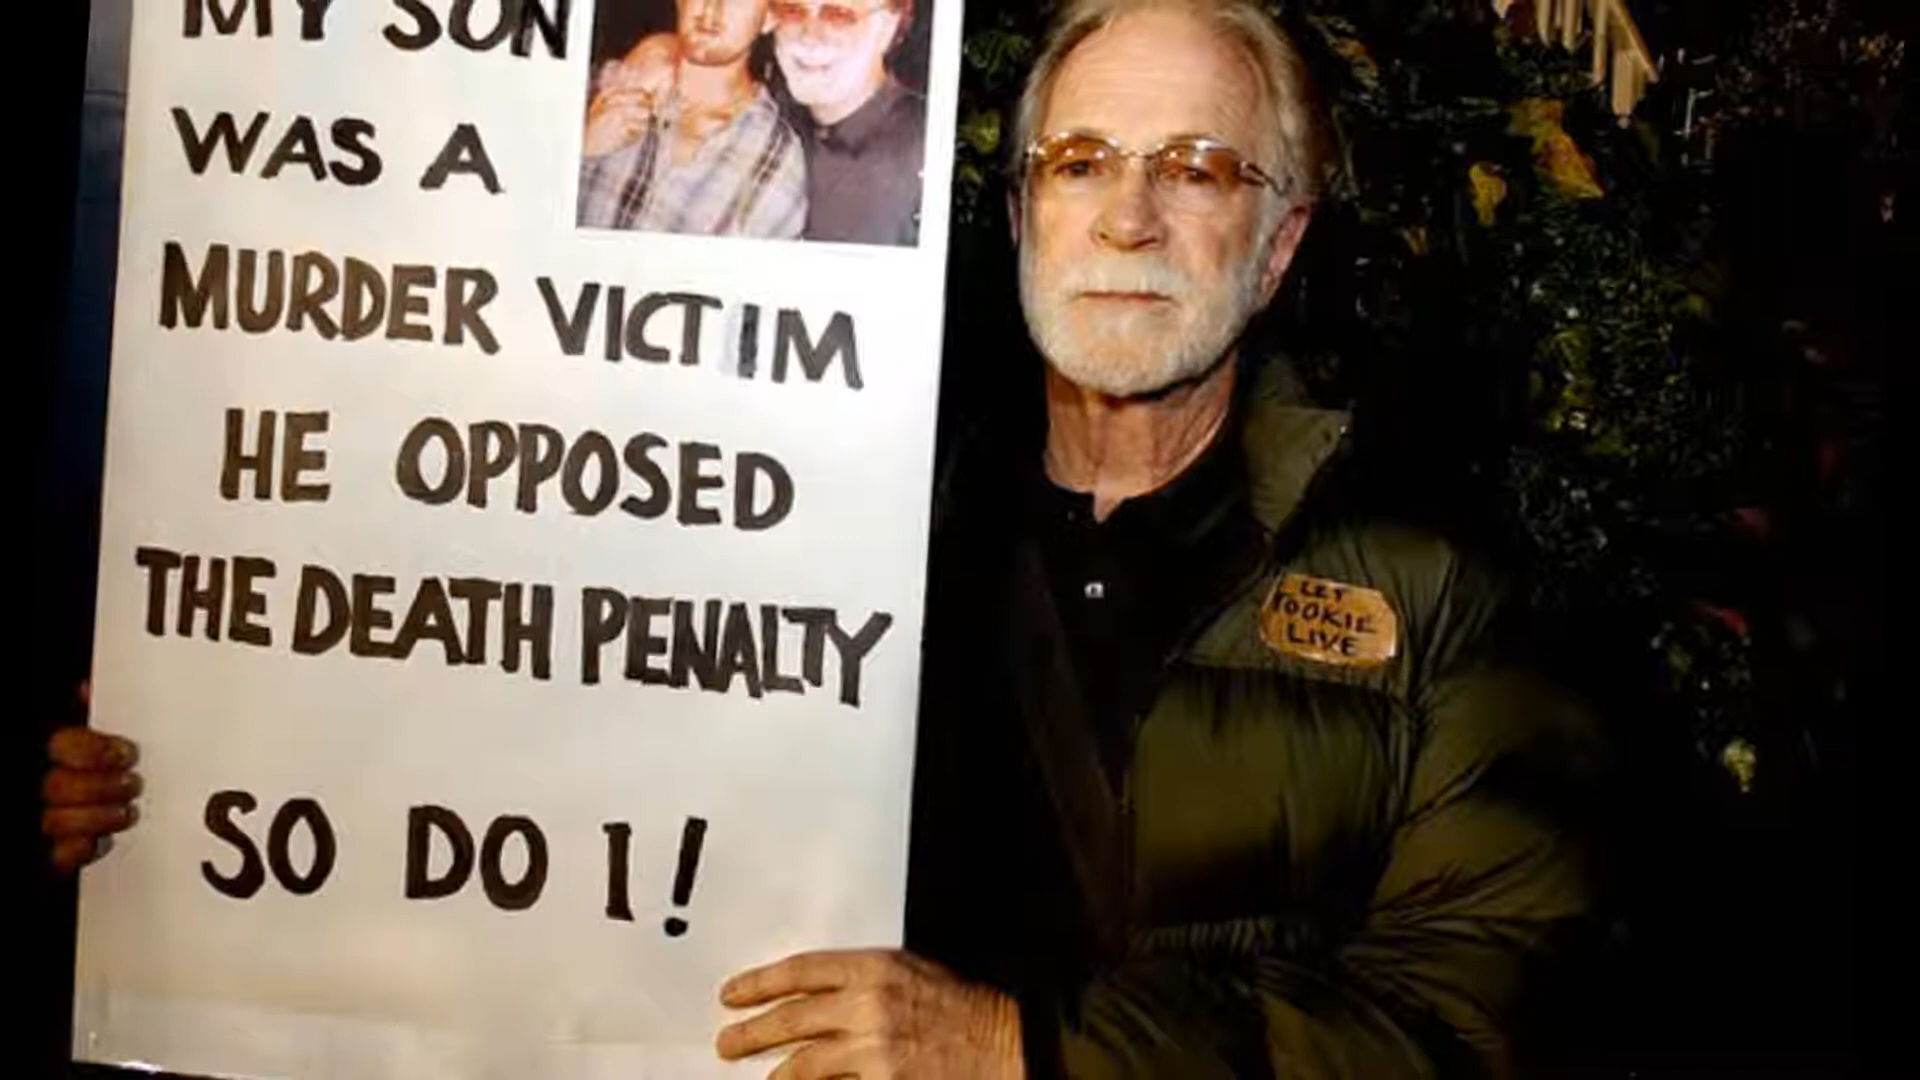 MY SON
WAS A
MURDER VICTIM
HE OPPOSED
THE DEATH PENALTY
SO DO I!
LET
TOOKIE
LIVE